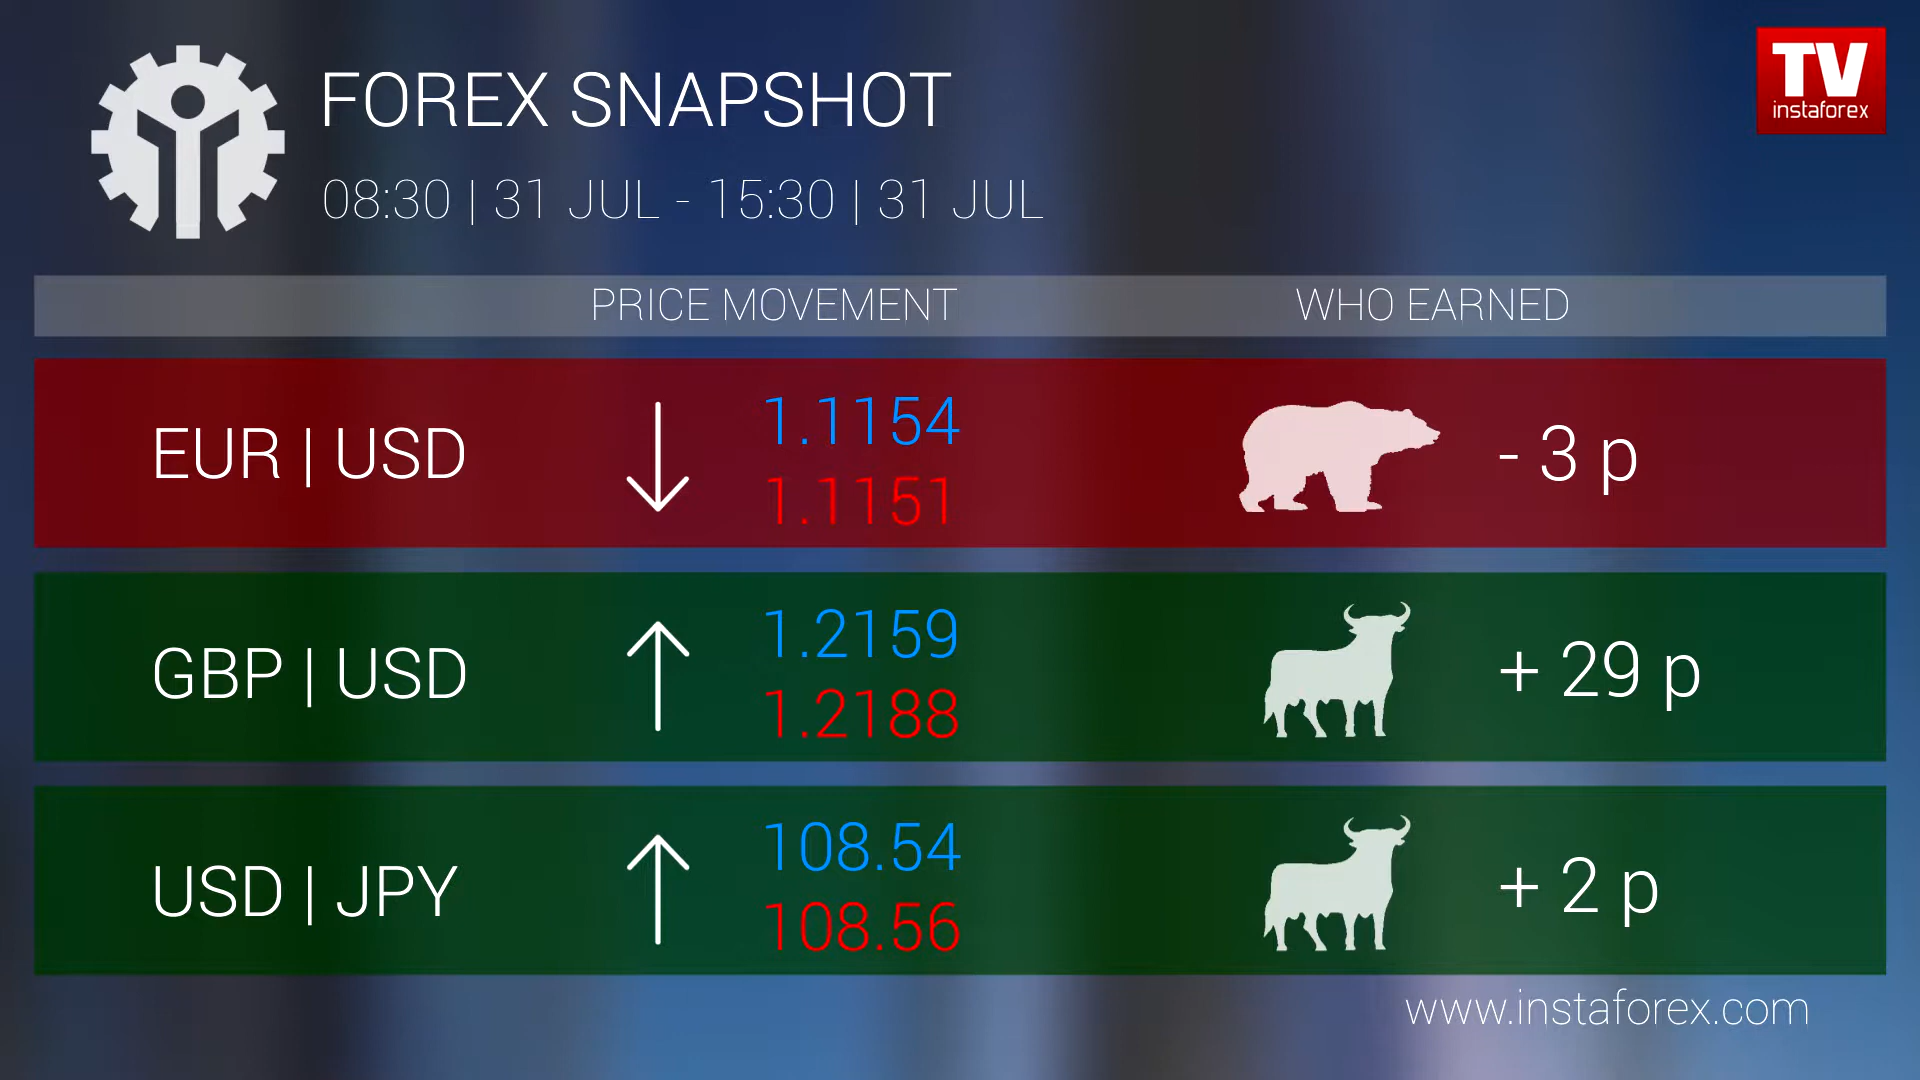 FOREX SNAPSHOT
TV
instaforex
08:30 | 31 JUL - 15:30 | 31 JUL
PRICE MOVEMENT WHO EARNED
EUR | USD 1.1154 - 3 p
1.1151
GBP | USD 1.2159 + 29 p
1.2188
USD | JPY 108.54 + 2 p
108.56
www.instaforex.com